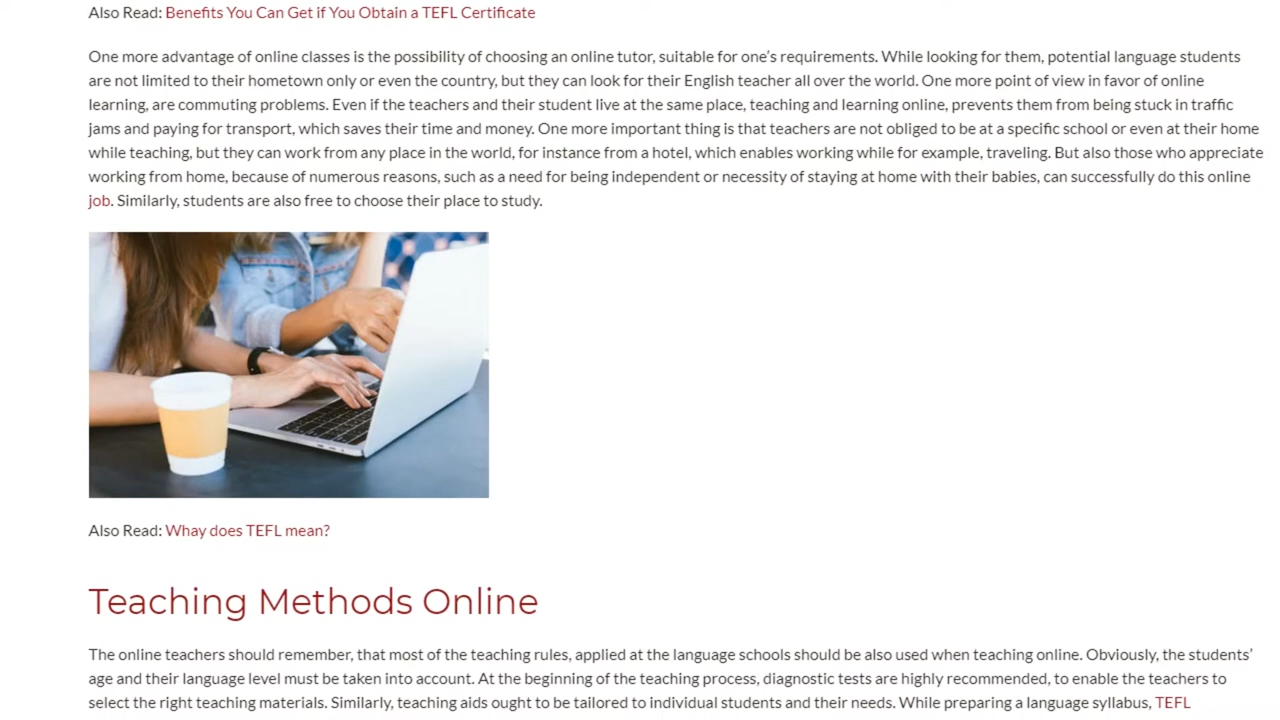 Also Read: Benefits You Can Get if You Obtain a TEFL Certificate
One more advantage of online classes is the possibility of choosing an online tutor, suitable for one's requirements. While looking for them, potential language students
are not limited to their hometown only or even the country, but they can look for their English teacher all over the world. One more point of view in favor of online
learning, are commuting problems. Even if the teachers and their student live at the same place, teaching and learning online, prevents them from being stuck in traffic
jams and paying for transport, which saves their time and money. One more important thing is that teachers are not obliged to be at a specific school or even at their home
while teaching, but they can work from any place in the world, for instance from a hotel, which enables working while for example, traveling. But also those who appreciate
working from home, because of numerous reasons, such as a need for being independent or necessity of staying at home with their babies, can successfully do this online
job. Similarly, students are also free to choose their place to study.
Also Read: Whay does TEFL mean?
Teaching Methods Online
The online teachers should remember, that most of the teaching rules, applied at the language schools should be also used when teaching online. Obviously, the students'
age and their language level must be taken into account. At the beginning of the teaching process, diagnostic tests are highly recommended, to enable the teachers to
select the right teaching materials. Similarly, teaching aids ought to be tailored to individual students and their needs. While preparing a language syllabus, TEFL